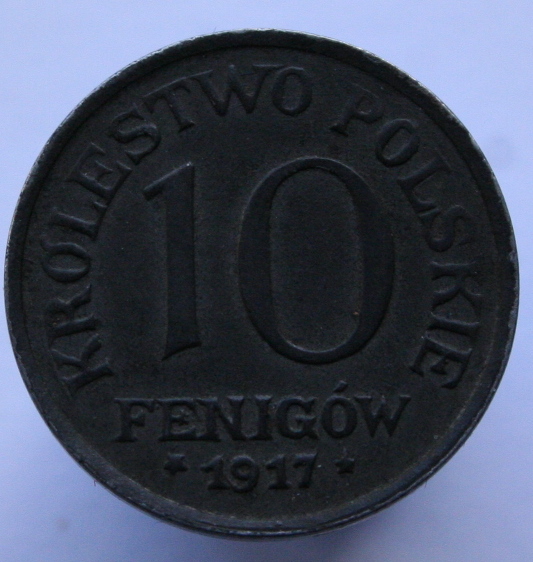 KRÓLESTWO POLSKIE
10
FENIGÓW
* 1917 *